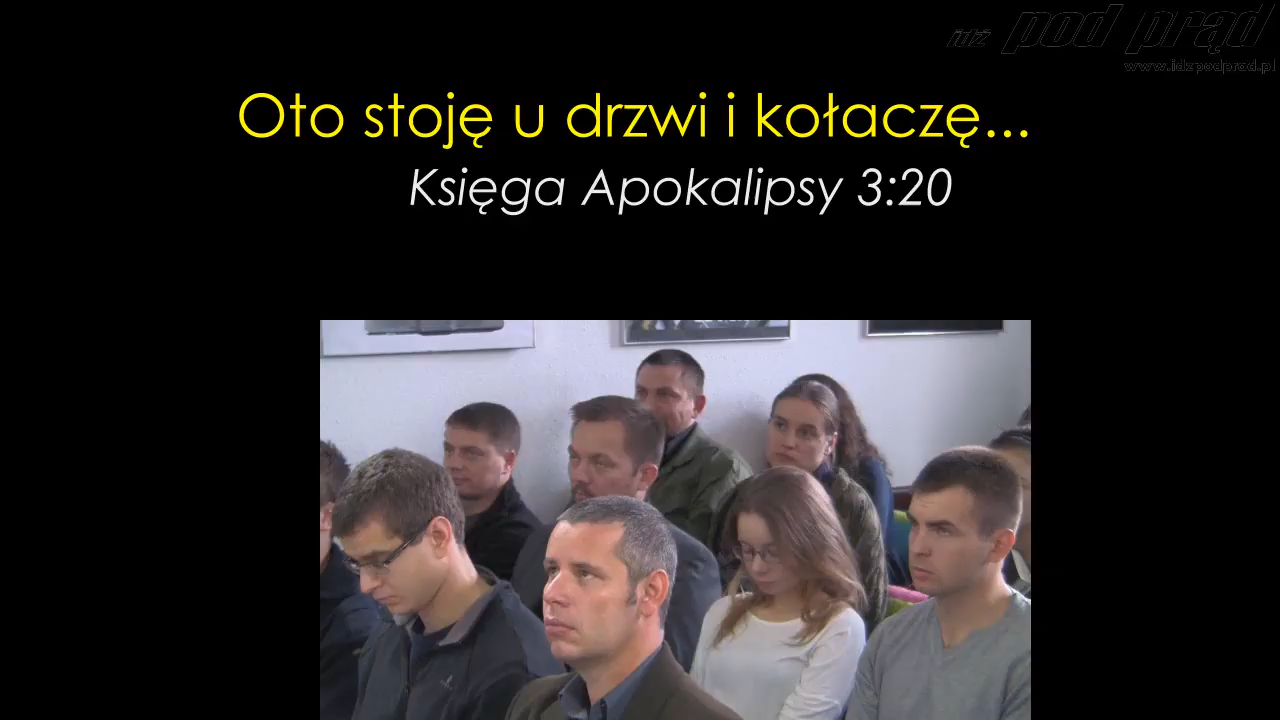 idź pod prąd
www.idzpodprad.pl
Oto stoję u drzwi i kołaczę...
Księga Apokalipsy 3:20